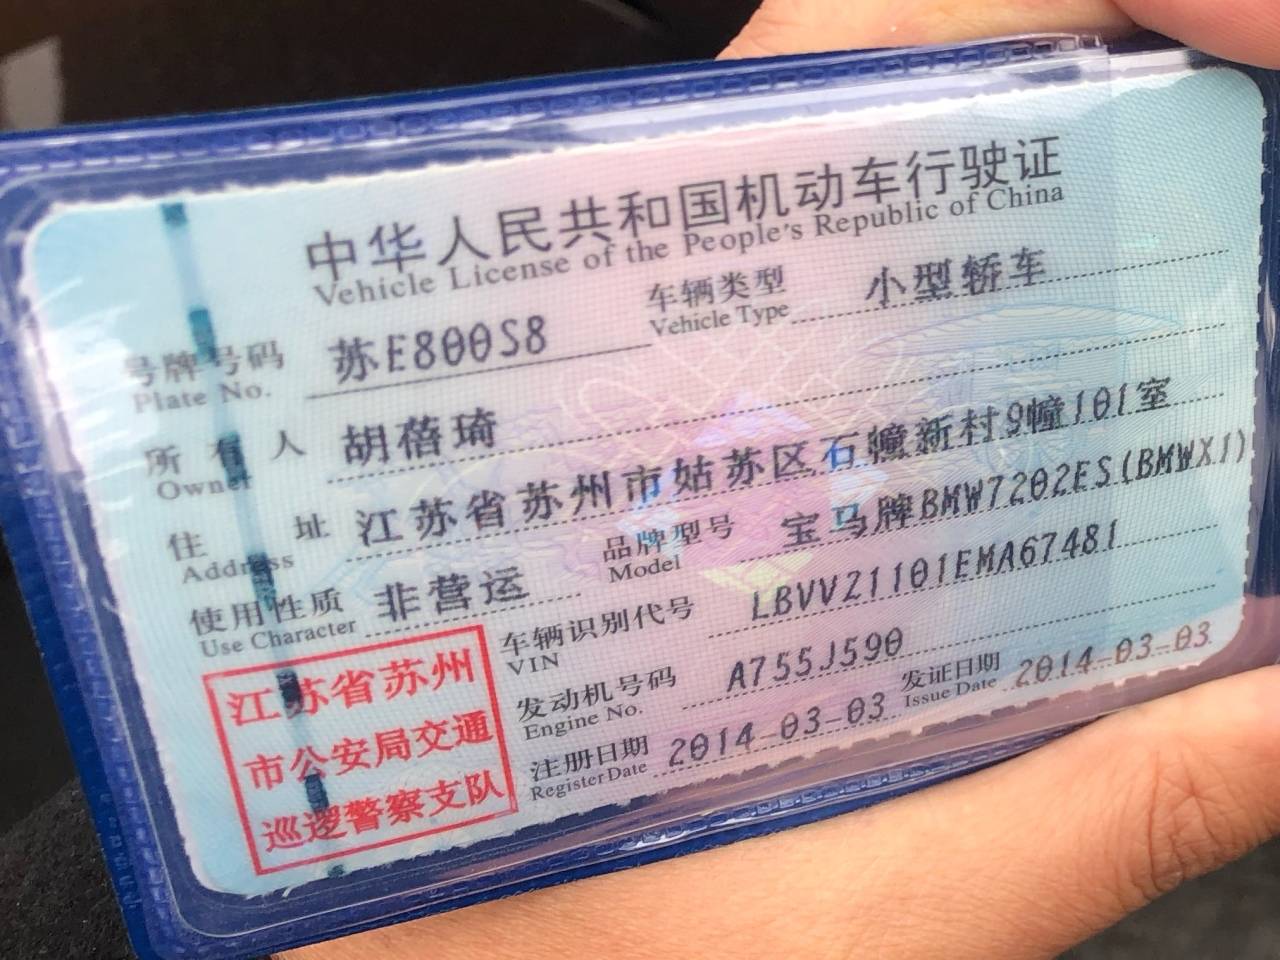 中华人民共和国机动车行驶证
Vehicle License of the People's Republic of China
号牌号码 苏E800S8 车辆类型 小型轿车
Plate No. Vehicle Type
所有人 胡蓓琦
Owner
住址 江苏省苏州市姑苏区石幢新村9幢101室
Address
使用性质 非营运 品牌型号 宝马牌BMW7202ES(BMWX1)
Use Character Model
车辆识别代号 LBVVZ1101EMA67481
VIN
发动机号码 A755J590 发证日期 2014-03-03
Engine No. Issue Date
注册日期 2014-03-03
Register Date
江苏省苏州
市公安局交通
巡逻警察支队